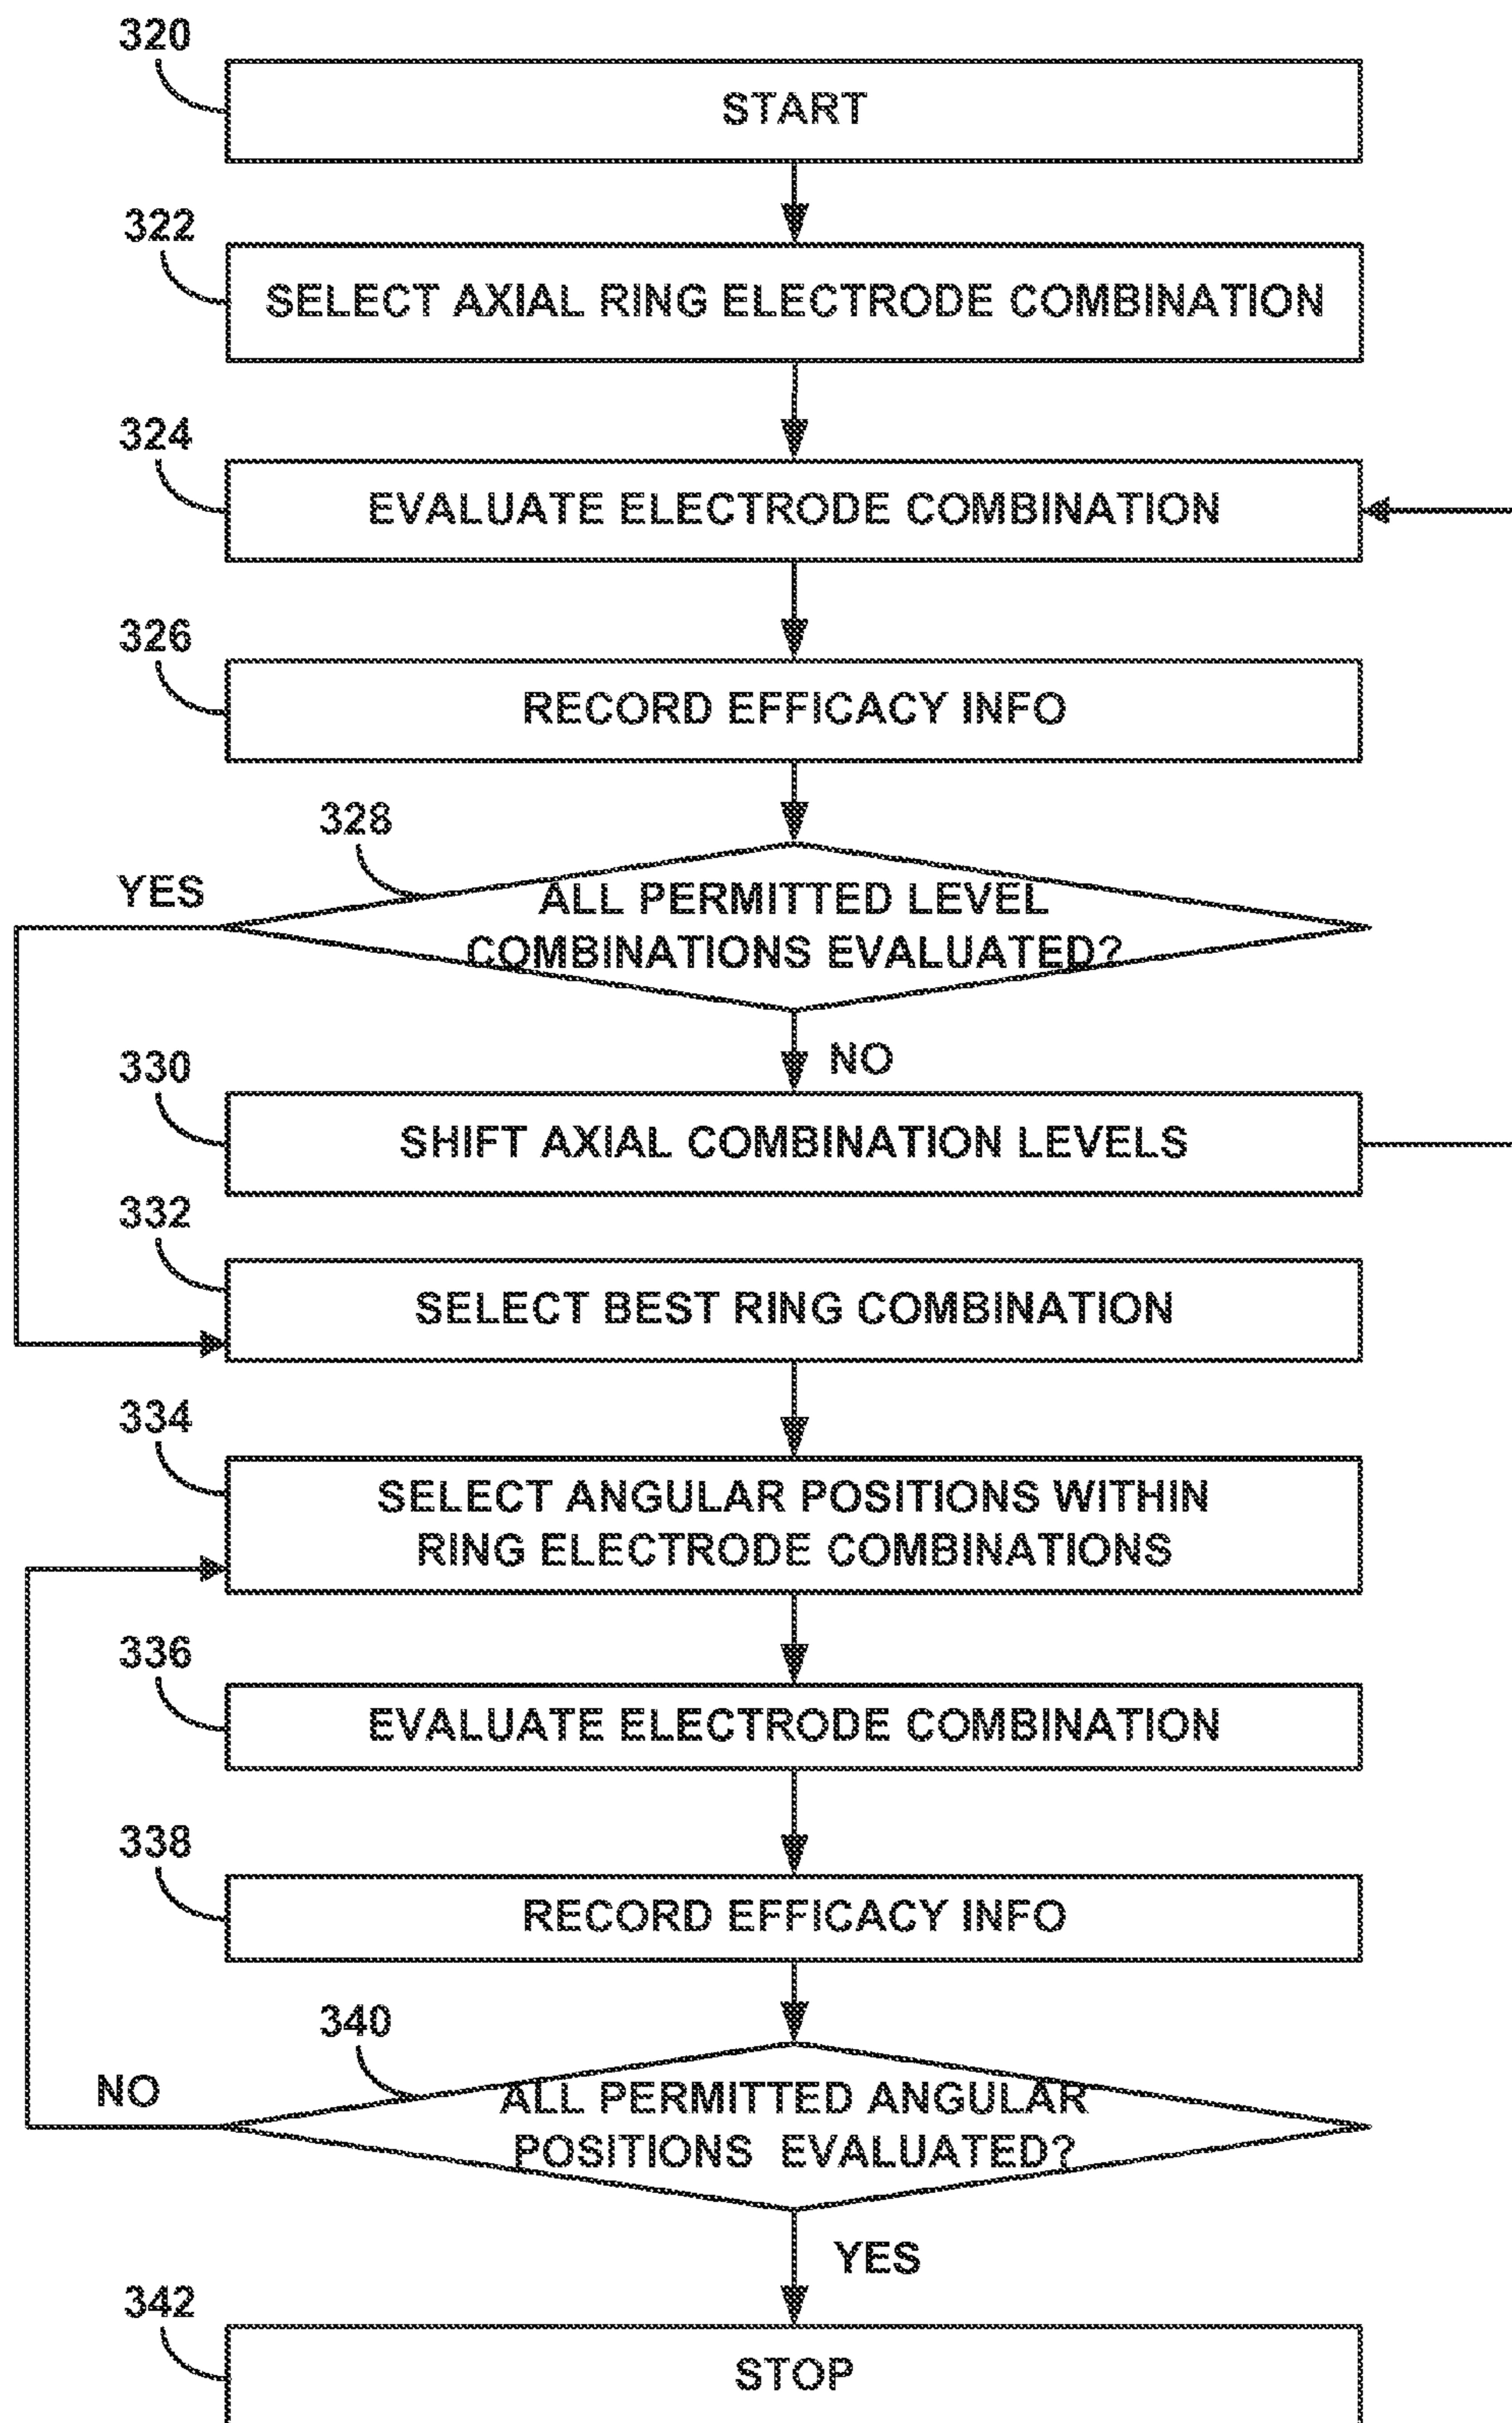 320
START
322
SELECT AXIAL RING ELECTRODE COMBINATION
324
EVALUATE ELECTRODE COMBINATION
326
RECORD EFFICACY INFO
328
YES
ALL PERMITTED LEVEL
COMBINATIONS EVALUATED?
NO
330
SHIFT AXIAL COMBINATION LEVELS
332
SELECT BEST RING COMBINATION
334
SELECT ANGULAR POSITIONS WITHIN
RING ELECTRODE COMBINATIONS
336
EVALUATE ELECTRODE COMBINATION
338
RECORD EFFICACY INFO
340
NO
ALL PERMITTED ANGULAR
POSITIONS EVALUATED?
YES
342
STOP